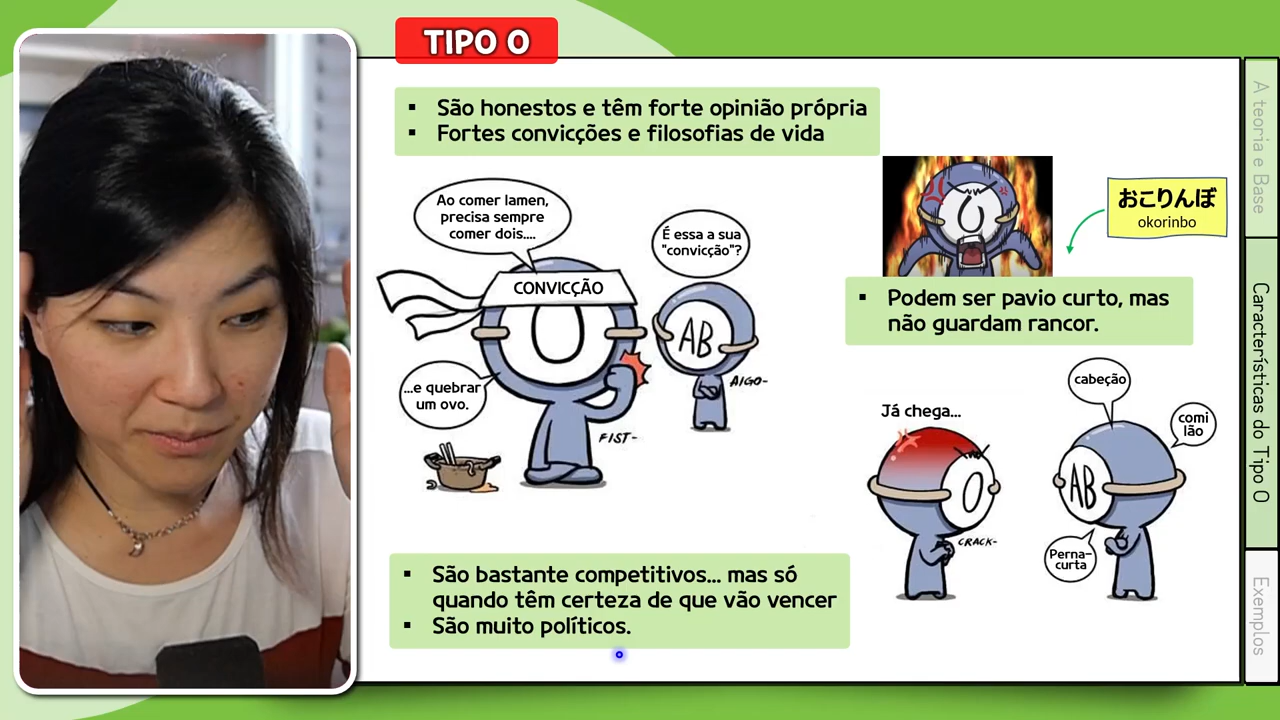 TIPO O
▪ São honestos e têm forte opinião própria
▪ Fortes convicções e filosofias de vida
Ao comer lamen,
precisa sempre
comer dois....
É essa a sua
"convicção"?
CONVICÇÃO
O
AB
...e quebrar
um ovo.
AIGO-
FIST-
おこりんぼ
okorinbo
▪ Podem ser pavio curto, mas
não guardam rancor.
cabeção
Já chega...
comi
lão
O
AB
CRACK-
Perna-
curta
▪ São bastante competitivos... mas só
quando têm certeza de que vão vencer
▪ São muito políticos.
A teoria e Base
Características do Tipo O
Exemplos